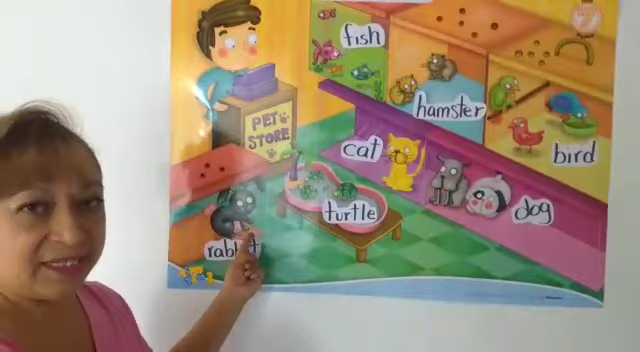 fish
hamster
PET
STORE
cat
bird
turtle
dog
rabbit